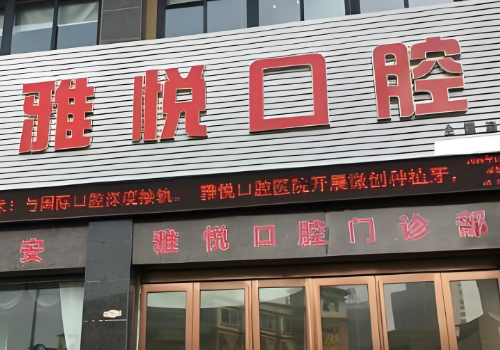 雅悦口腔
与国际口腔深度接轨。 雅悦口腔医院开展微创种植牙,
安 雅悦口腔门诊部